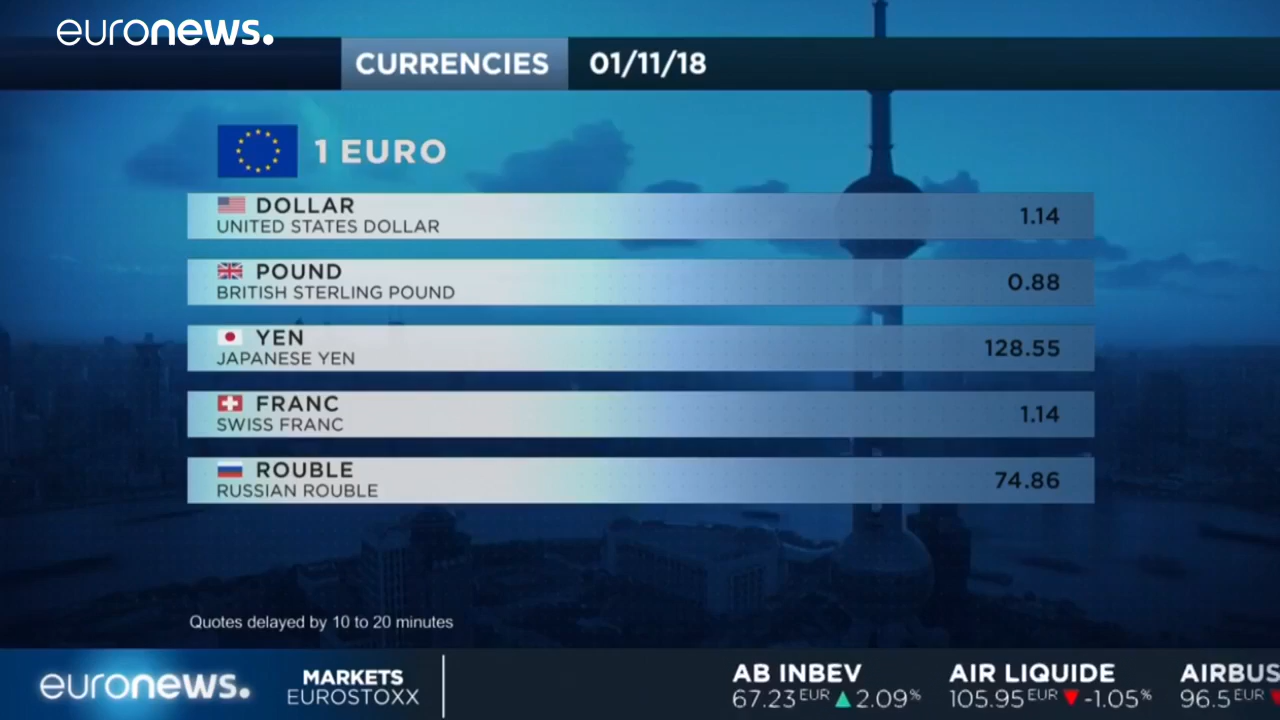 euronews.
CURRENCIES 01/11/18
1 EURO
DOLLAR
UNITED STATES DOLLAR
1.14
POUND
BRITISH STERLING POUND
0.88
YEN
JAPANESE YEN
128.55
FRANC
SWISS FRANC
1.14
ROUBLE
RUSSIAN ROUBLE
74.86
Quotes delayed by 10 to 20 minutes
euronews.
MARKETS
EUROSTOXX
AB INBEV
67.23 EUR ▲ 2.09%
AIR LIQUIDE
105.95 EUR ▼ -1.05%
AIRBUS
96.5 EUR ▼